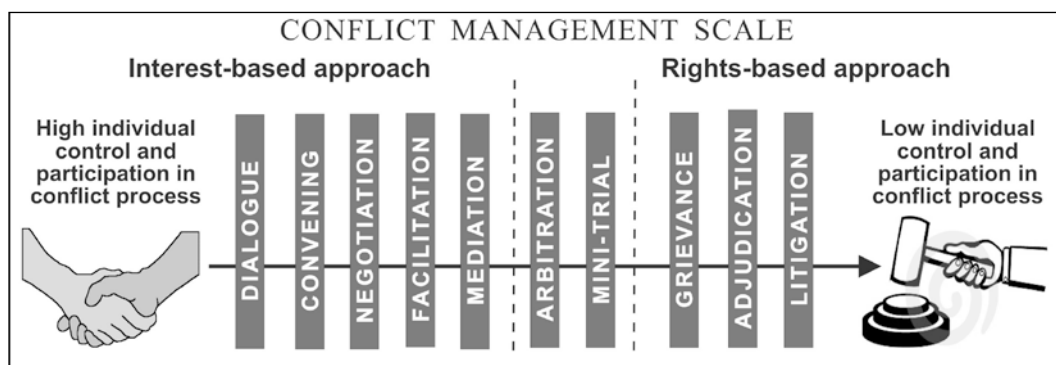 CONFLICT MANAGEMENT SCALE
Interest-based approach
Rights-based approach
High individual
control and
participation in
conflict process
DIALOGUE
CONVENING
NEGOTIATION
FACILITATION
MEDIATION
ARBITRATION
MINI-TRIAL
GRIEVANCE
ADJUDICATION
LITIGATION
Low individual
control and
participation in
conflict process